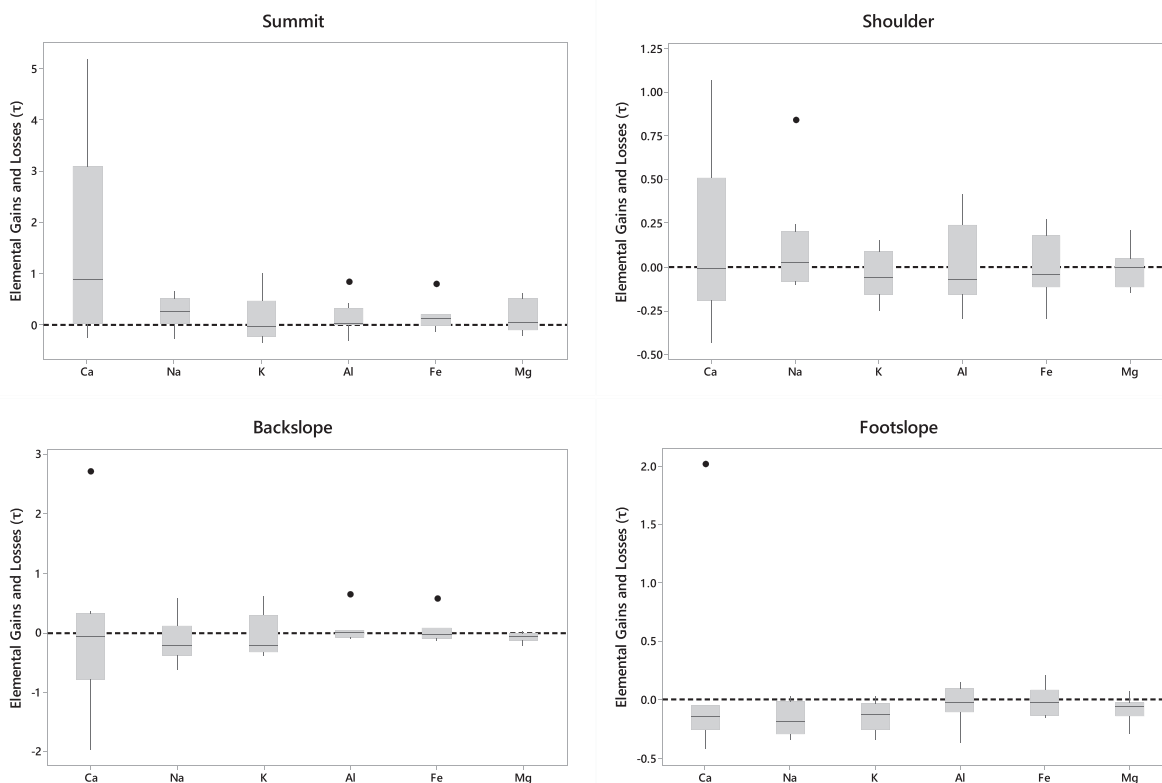 Summit
Elemental Gains and Losses (τ)
5
4
3
2
1
0
Ca Na K Al Fe Mg
Shoulder
Elemental Gains and Losses (τ)
1.25
1.00
0.75
0.50
0.25
0.00
-0.25
-0.50
Ca Na K Al Fe Mg
Backslope
Elemental Gains and Losses (τ)
3
2
1
0
-1
-2
Ca Na K Al Fe Mg
Footslope
Elemental Gains and Losses (τ)
2.0
1.5
1.0
0.5
0.0
-0.5
Ca Na K Al Fe Mg